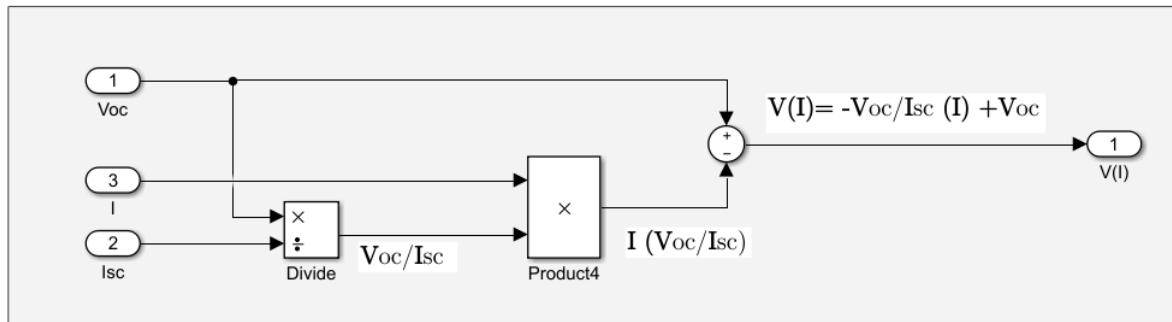 1
Voc
V(I)= -Voc/Isc (I) +Voc
+
−
1
V(I)
3
I
×
2
Isc
×
÷
Divide
Voc/Isc
Product4
I (Voc/Isc)